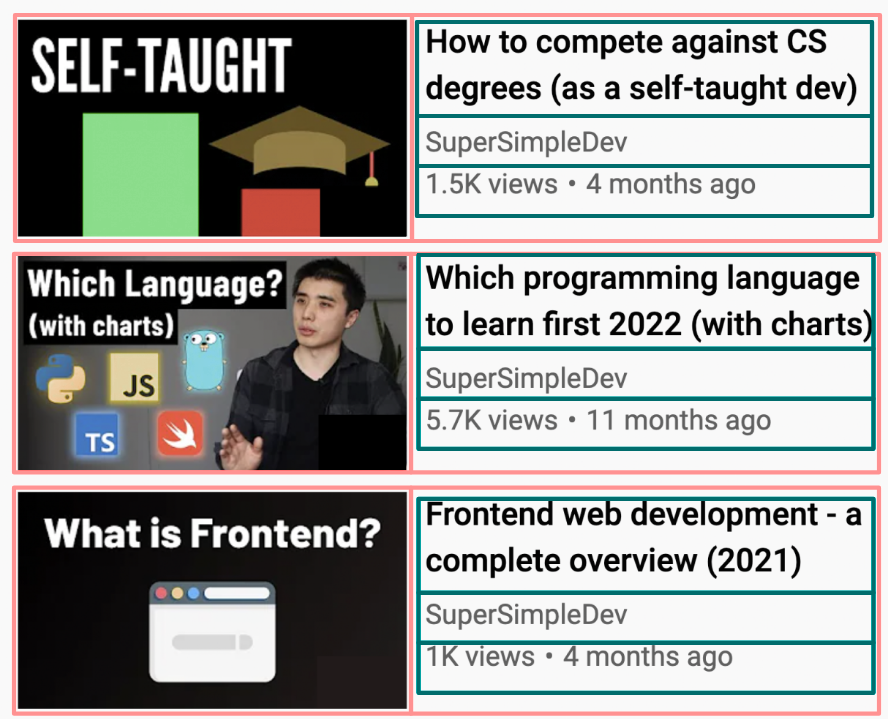 SELF-TAUGHT
How to compete against CS
degrees (as a self-taught dev)
SuperSimpleDev
1.5K views • 4 months ago
Which Language?
(with charts)
JS
TS
Which programming language
to learn first 2022 (with charts)
SuperSimpleDev
5.7K views • 11 months ago
What is Frontend?
Frontend web development - a
complete overview (2021)
SuperSimpleDev
1K views • 4 months ago